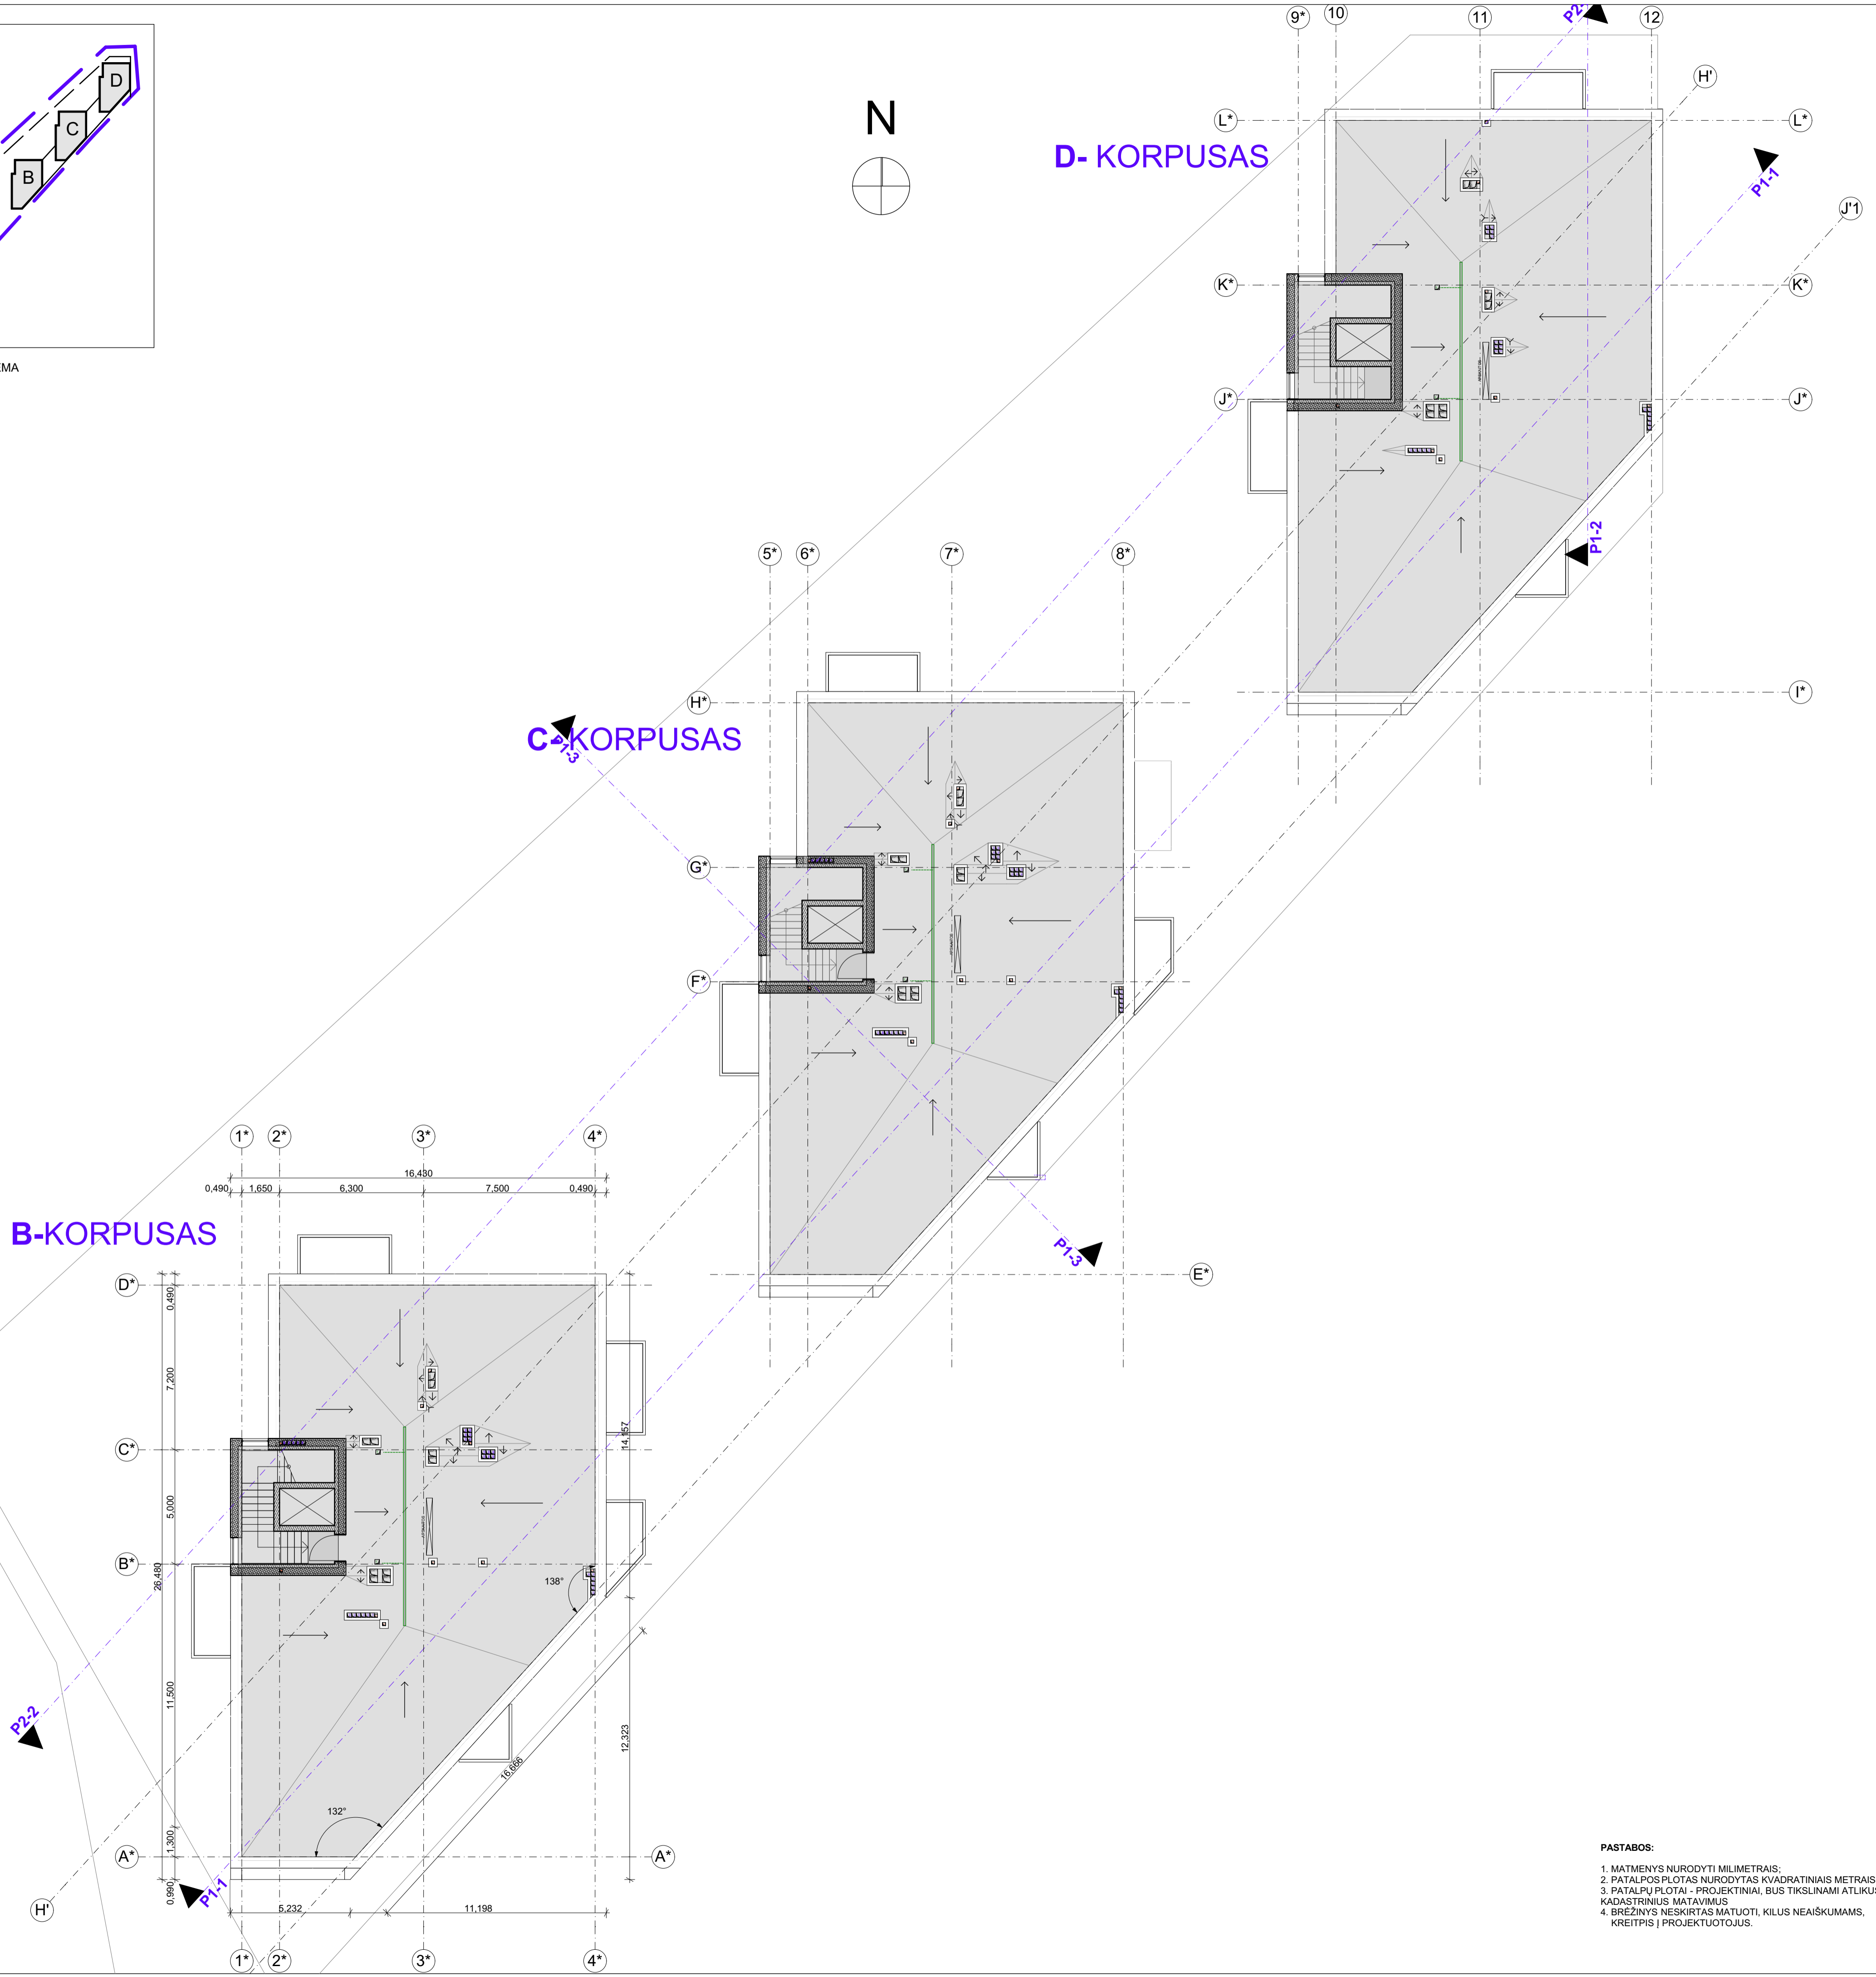 D
C
B
EMA
N
D- KORPUSAS
9*
10
11
12
P2-
H'
L*
L*
P1-1
J'1
K*
K*
J*
J*
P1-2
I*
5*
6*
7*
8*
H*
C-KORPUSAS
P1-3
G*
F*
P1-3
E*
1*
2*
3*
4*
16,430
0,490
1,650
6,300
7,500
0,490
B-KORPUSAS
D*
0,490
7,200
14,157
C*
5,000
B*
26,480
138°
11,500
P2-2
12,323
16,666
132°
1,300
A*
A*
0,990
P1-1
H'
5,232
11,198
1*
2*
3*
4*
PASTABOS:
1. MATMENYS NURODYTI MILIMETRAIS;
2. PATALPOS PLOTAS NURODYTAS KVADRATINIAIS METRAIS
3. PATALPŲ PLOTAI - PROJEKTINIAI, BUS TIKSLINAMI ATLIKUS
KADASTRINIUS MATAVIMUS
4. BRĖŽINYS NESKIRTAS MATUOTI, KILUS NEAIŠKUMAMS,
KREITPIS Į PROJEKTUOTOJUS.